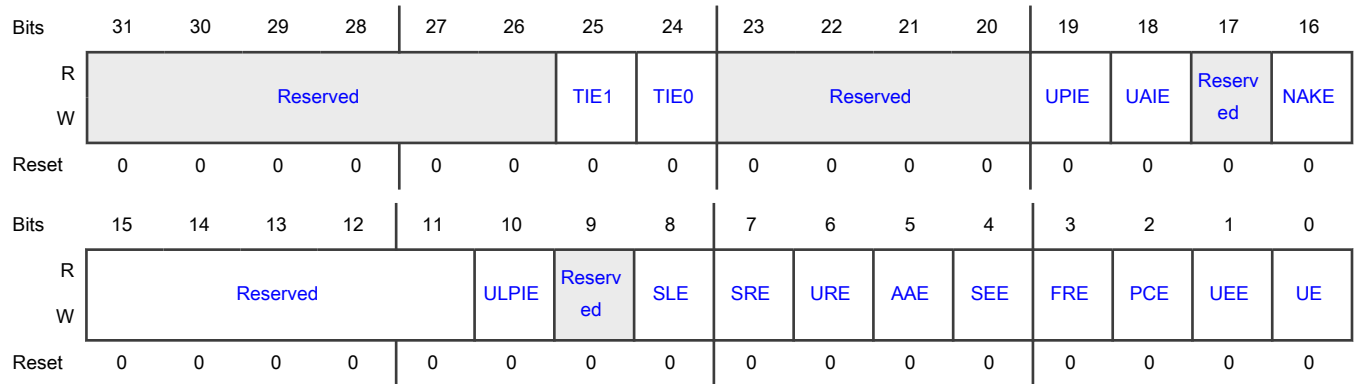 Bits 31 30 29 28 27 26 25 24 23 22 21 20 19 18 17 16
R
W
Reserved TIE1 TIE0 Reserved UPIE UAIE Reserv
ed NAKE
Reset 0 0 0 0 0 0 0 0 0 0 0 0 0 0 0 0
Bits 15 14 13 12 11 10 9 8 7 6 5 4 3 2 1 0
R
W
Reserved ULPIE Reserv
ed SLE SRE URE AAE SEE FRE PCE UEE UE
Reset 0 0 0 0 0 0 0 0 0 0 0 0 0 0 0 0